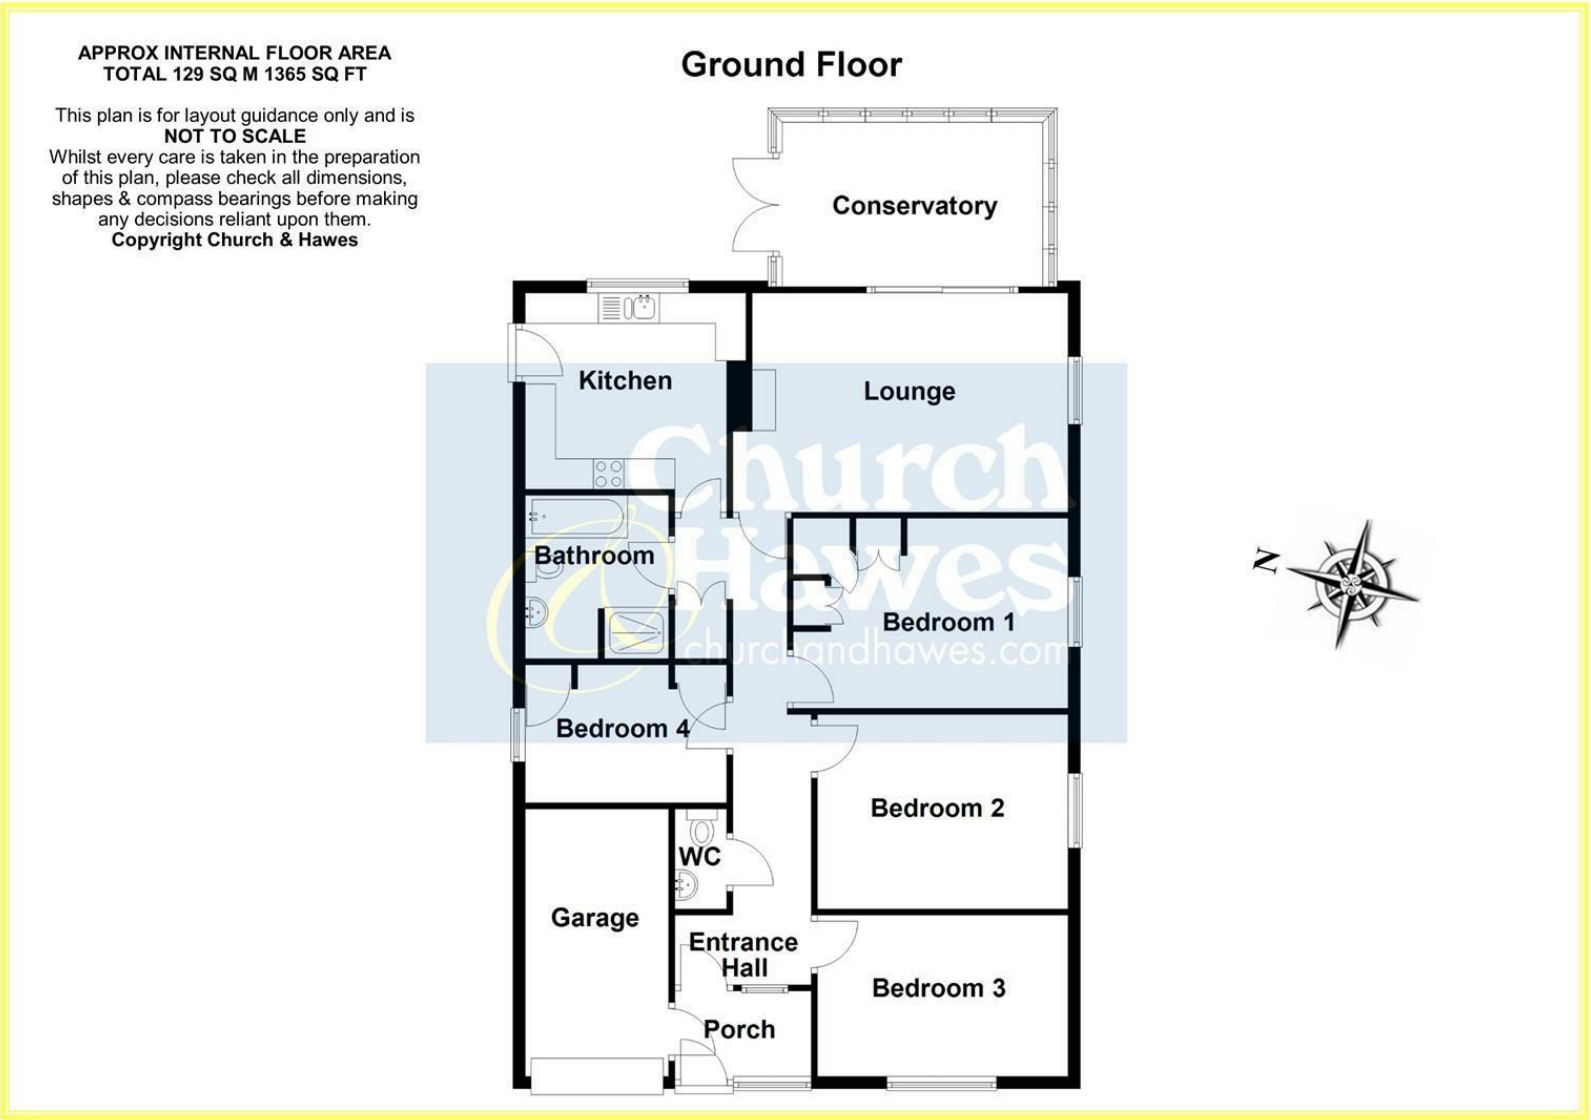 APPROX INTERNAL FLOOR AREA
TOTAL 129 SQ M 1365 SQ FT
This plan is for layout guidance only and is
NOT TO SCALE
Whilst every care is taken in the preparation
of this plan, please check all dimensions,
shapes & compass bearings before making
any decisions reliant upon them.
Copyright Church & Hawes
Ground Floor
Conservatory
Kitchen
Lounge
Church
& Hawes
churchandhawes.com
Bathroom
Bedroom 1
N
Bedroom 4
Bedroom 2
WC
Garage
Entrance
Hall
Bedroom 3
Porch